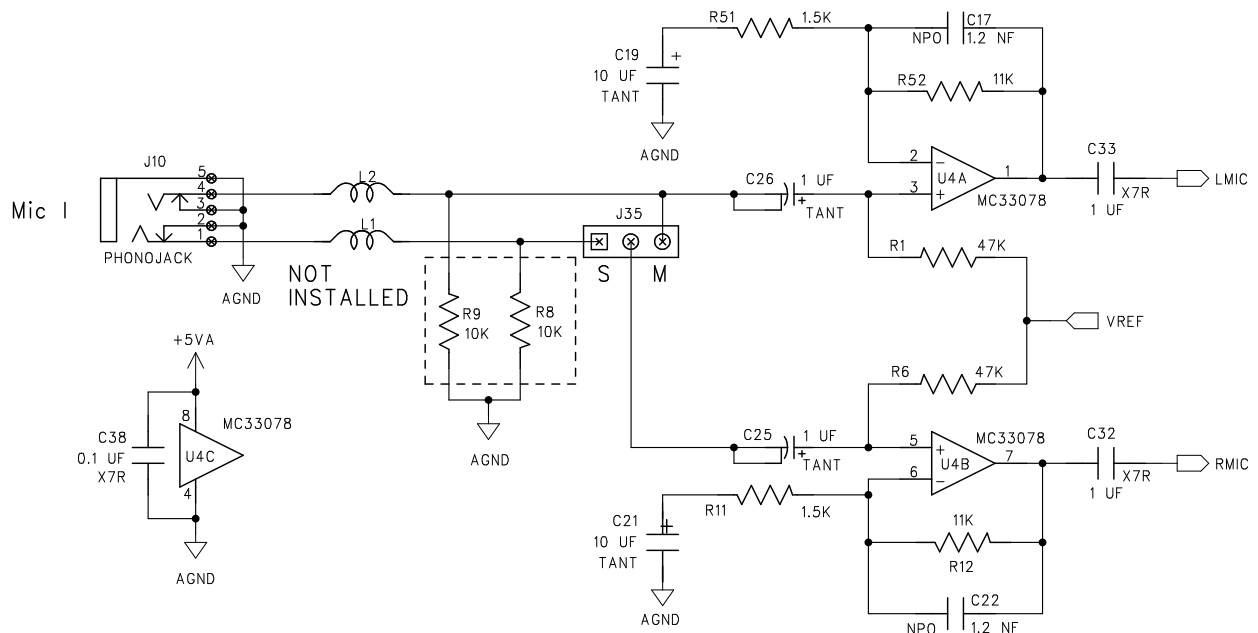 R51
1.5K
C17
NPO
1.2 NF
C19
+
10 UF
TANT
R52
11K
AGND
J10
5
4
3
2
1
Mic I
PHONOJACK
AGND
L2
L1
NOT
INSTALLED
C26
1 UF
+
TANT
2
-
3
+
U4A
1
MC33078
C33
X7R
1 UF
LMIC
J35
S
M
R1
47K
R9
10K
R8
10K
VREF
AGND
R6
47K
+5VA
8
MC33078
C38
0.1 UF
X7R
U4C
4
AGND
C25
1 UF
+
TANT
5
+
6
-
U4B
7
MC33078
C32
X7R
1 UF
RMIC
R11
1.5K
C21
+
10 UF
TANT
AGND
11K
R12
C22
NPO
1.2 NF